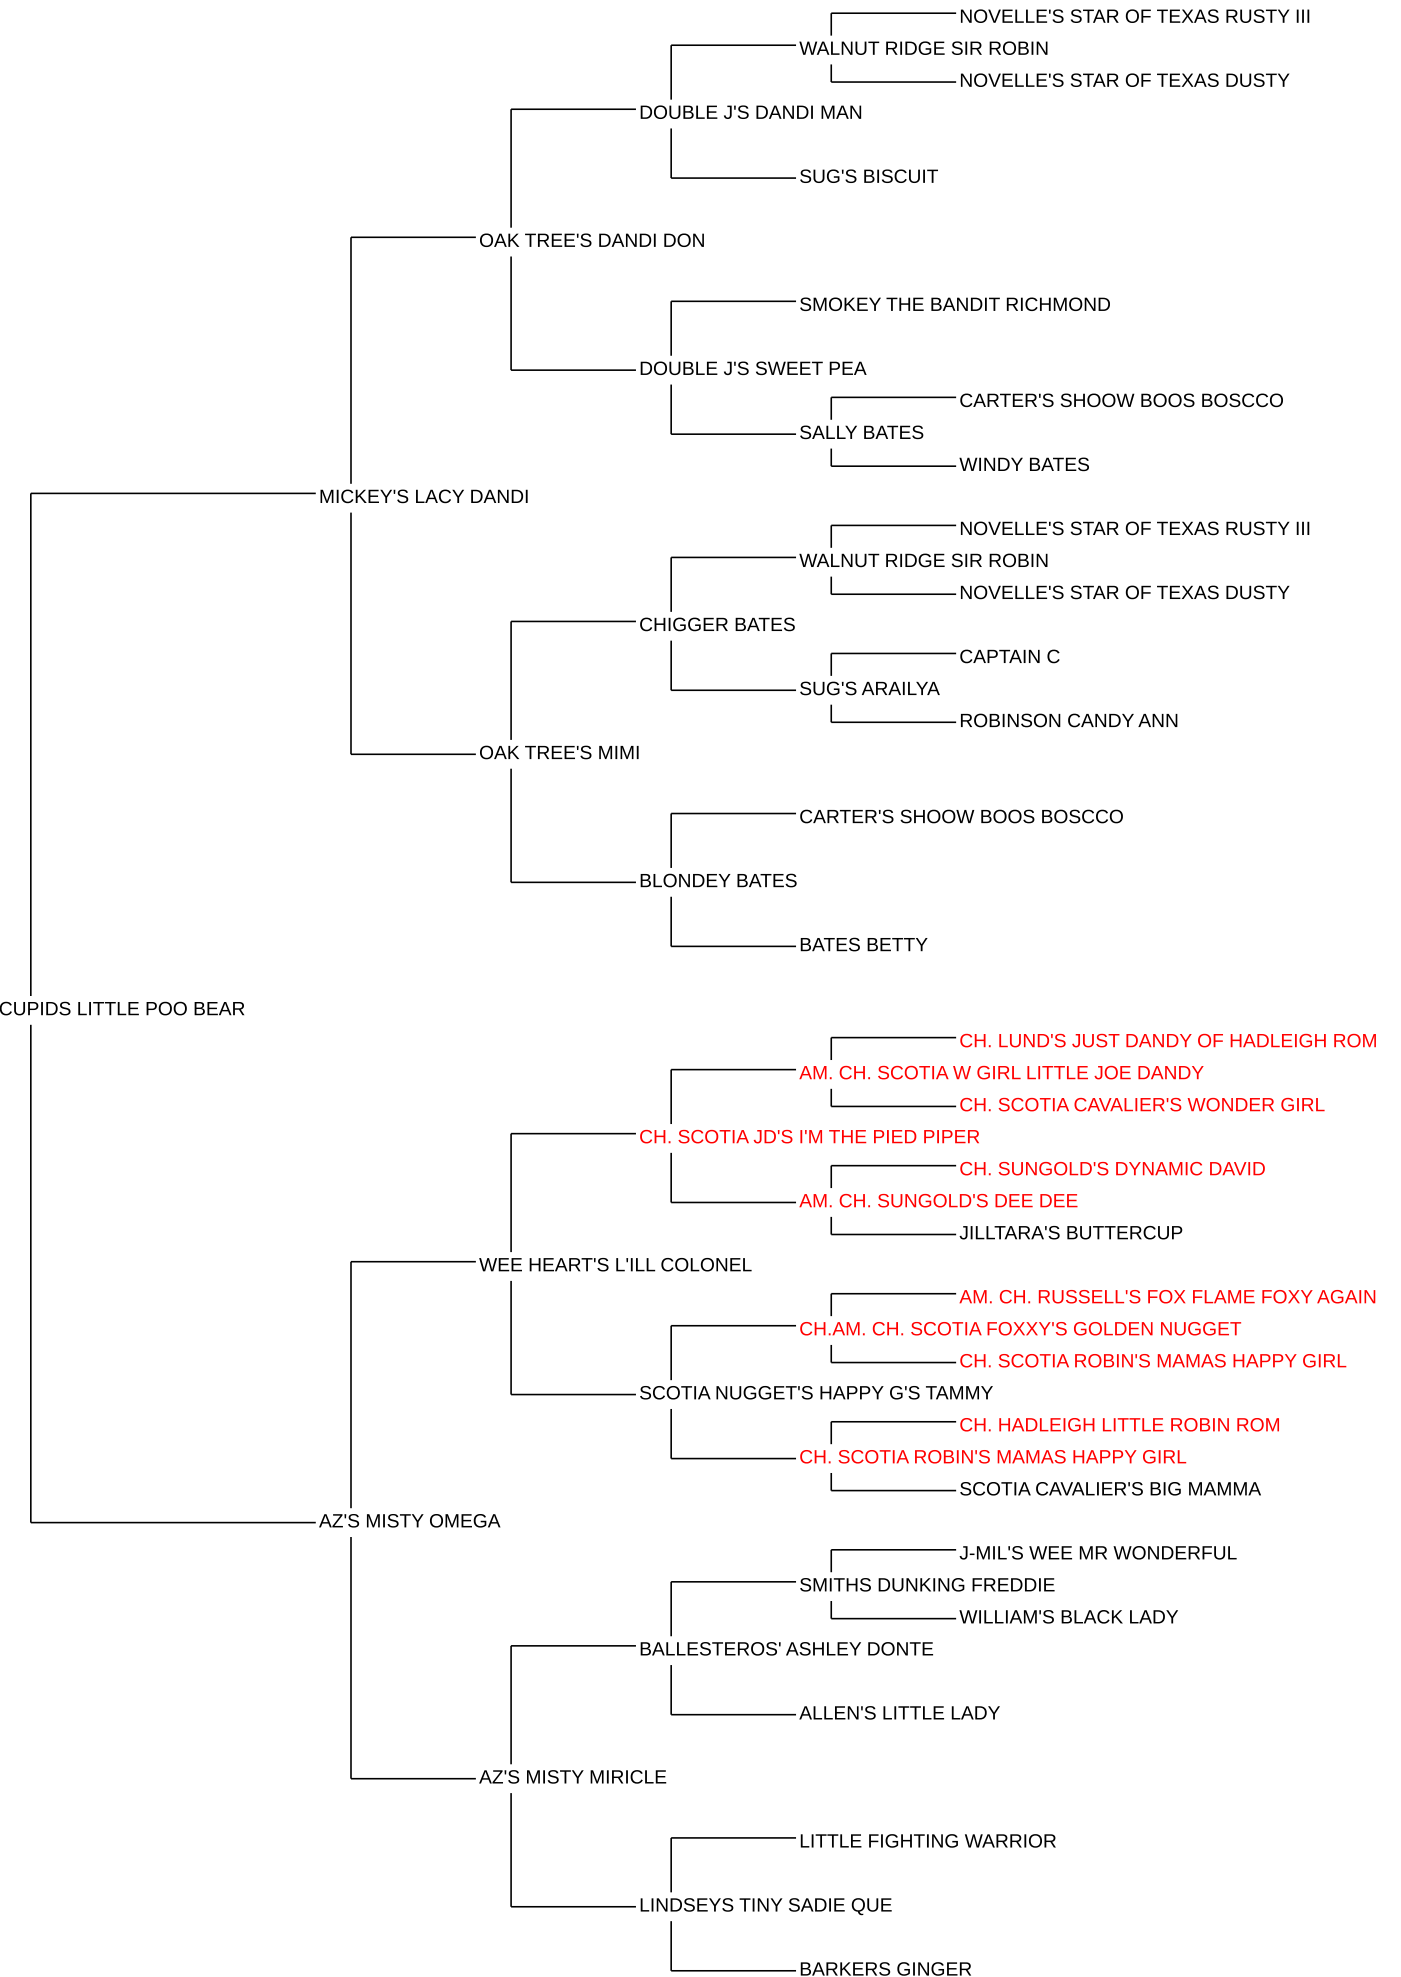 NOVELLE'S STAR OF TEXAS RUSTY III
WALNUT RIDGE SIR ROBIN
NOVELLE'S STAR OF TEXAS DUSTY
DOUBLE J'S DANDI MAN
SUG'S BISCUIT
OAK TREE'S DANDI DON
SMOKEY THE BANDIT RICHMOND
DOUBLE J'S SWEET PEA
CARTER'S SHOOW BOOS BOSCCO
SALLY BATES
WINDY BATES
MICKEY'S LACY DANDI
NOVELLE'S STAR OF TEXAS RUSTY III
WALNUT RIDGE SIR ROBIN
NOVELLE'S STAR OF TEXAS DUSTY
CHIGGER BATES
CAPTAIN C
SUG'S ARAILYA
ROBINSON CANDY ANN
OAK TREE'S MIMI
CARTER'S SHOOW BOOS BOSCCO
BLONDEY BATES
BATES BETTY
CUPIDS LITTLE POO BEAR
CH. LUND'S JUST DANDY OF HADLEIGH ROM
AM. CH. SCOTIA W GIRL LITTLE JOE DANDY
CH. SCOTIA CAVALIER'S WONDER GIRL
CH. SCOTIA JD'S I'M THE PIED PIPER
CH. SUNGOLD'S DYNAMIC DAVID
AM. CH. SUNGOLD'S DEE DEE
JILLTARA'S BUTTERCUP
WEE HEART'S L'ILL COLONEL
AM. CH. RUSSELL'S FOX FLAME FOXY AGAIN
CH.AM. CH. SCOTIA FOXXY'S GOLDEN NUGGET
CH. SCOTIA ROBIN'S MAMAS HAPPY GIRL
SCOTIA NUGGET'S HAPPY G'S TAMMY
CH. HADLEIGH LITTLE ROBIN ROM
CH. SCOTIA ROBIN'S MAMAS HAPPY GIRL
SCOTIA CAVALIER'S BIG MAMMA
AZ'S MISTY OMEGA
J-MIL'S WEE MR WONDERFUL
SMITHS DUNKING FREDDIE
WILLIAM'S BLACK LADY
BALLESTEROS' ASHLEY DONTE
ALLEN'S LITTLE LADY
AZ'S MISTY MIRICLE
LITTLE FIGHTING WARRIOR
LINDSEYS TINY SADIE QUE
BARKERS GINGER